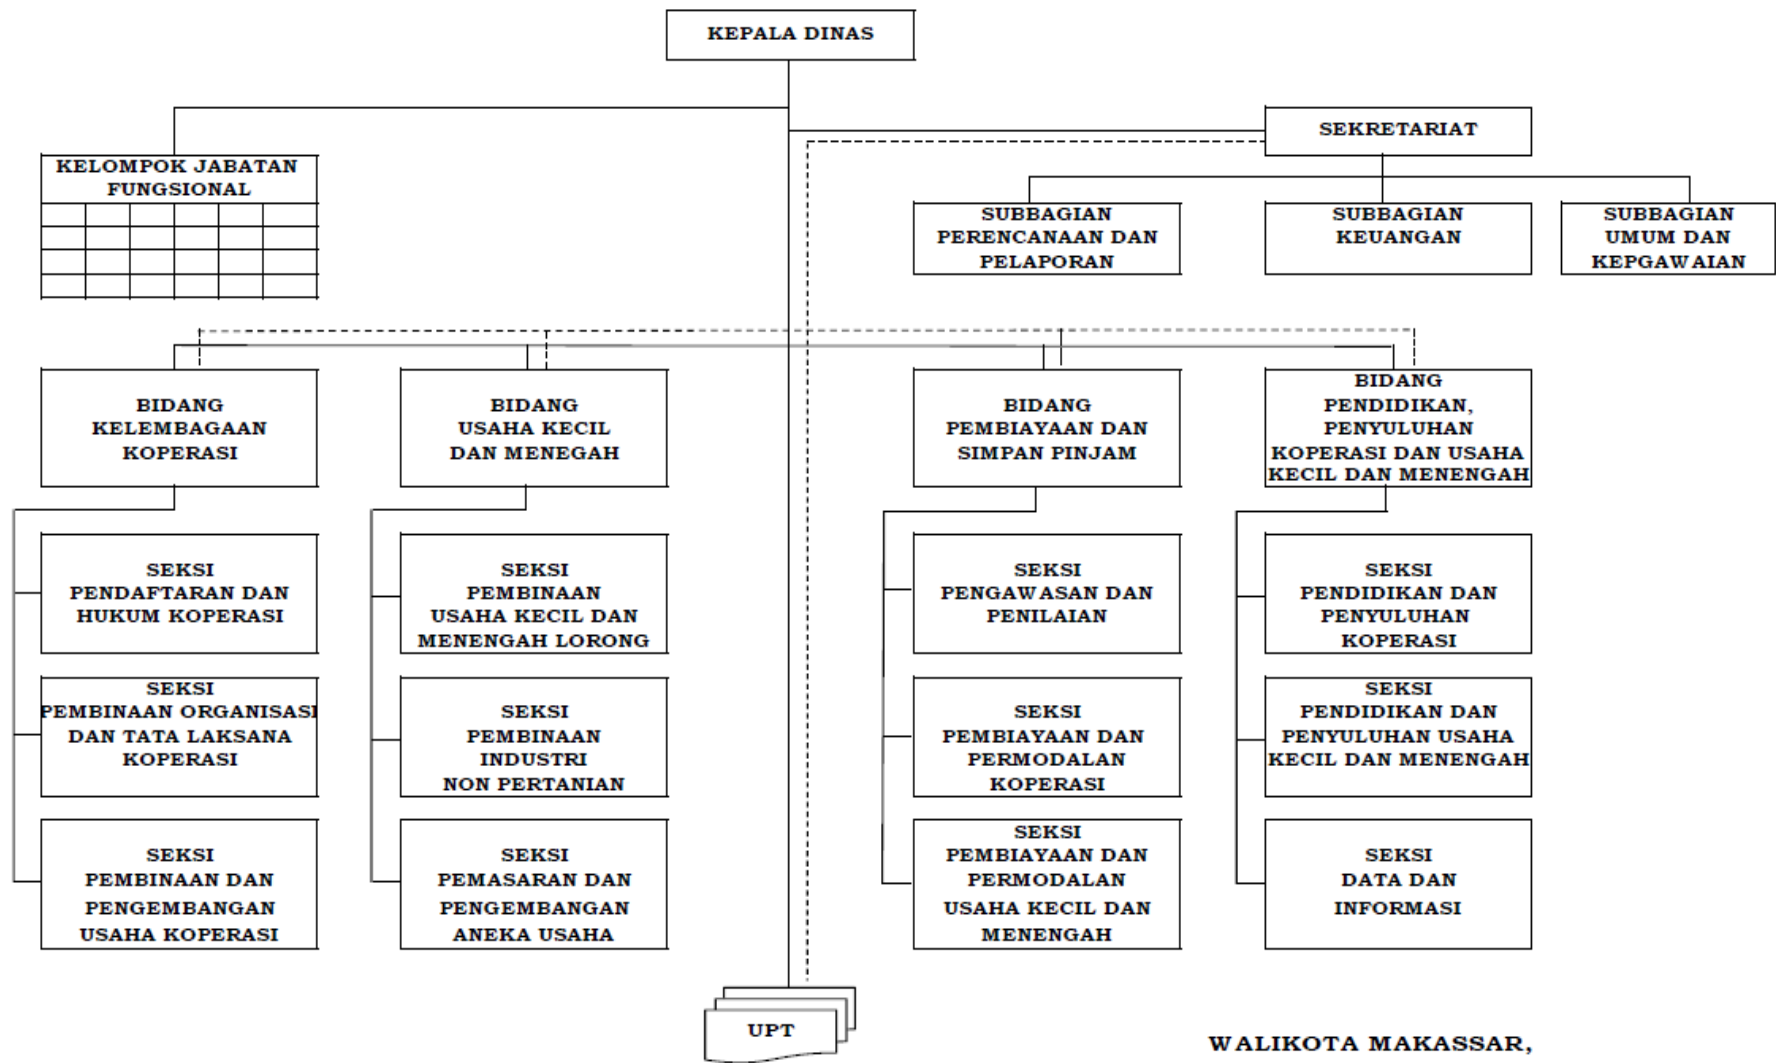 KEPALA DINAS
SEKRETARIAT
KELOMPOK JABATAN
FUNGSIONAL
SUBBAGIAN
PERENCANAAN DAN
PELAPORAN
SUBBAGIAN
KEUANGAN
SUBBAGIAN
UMUM DAN
KEPGAWAIAN
BIDANG
KELEMBAGAAN
KOPERASI
BIDANG
USAHA KECIL
DAN MENEGAH
BIDANG
PEMBIAYAAN DAN
SIMPAN PINJAM
BIDANG
PENDIDIKAN,
PENYULUHAN
KOPERASI DAN USAHA
KECIL DAN MENENGAH
SEKSI
PENDAFTARAN DAN
HUKUM KOPERASI
SEKSI
PEMBINAAN
USAHA KECIL DAN
MENENGAH LORONG
SEKSI
PENGAWASAN DAN
PENILAIAN
SEKSI
PENDIDIKAN DAN
PENYULUHAN
KOPERASI
SEKSI
PEMBINAAN ORGANISASI
DAN TATA LAKSANA
KOPERASI
SEKSI
PEMBINAAN
INDUSTRI
NON PERTANIAN
SEKSI
PEMBIAYAAN DAN
PERMODALAN
KOPERASI
SEKSI
PENDIDIKAN DAN
PENYULUHAN USAHA
KECIL DAN MENENGAH
SEKSI
PEMBINAAN DAN
PENGEMBANGAN
USAHA KOPERASI
SEKSI
PEMASARAN DAN
PENGEMBANGAN
ANEKA USAHA
SEKSI
PEMBIAYAAN DAN
PERMODALAN
USAHA KECIL DAN
MENENGAH
SEKSI
DATA DAN
INFORMASI
UPT
WALIKOTA MAKASSAR,